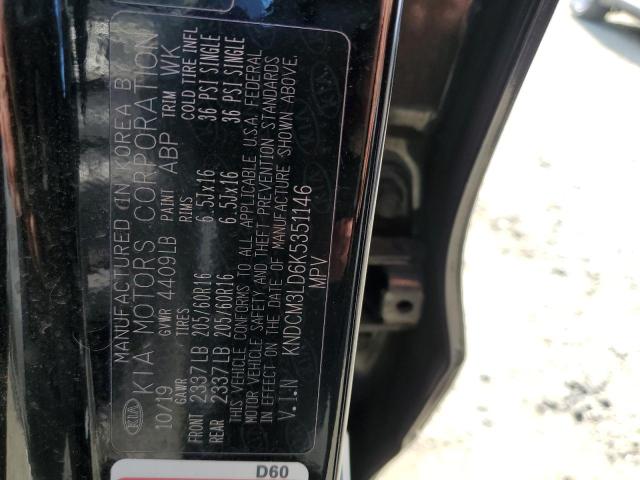 MANUFACTURED IN KOREA B
KIA KIA MOTORS CORPORATION
10/19 GVWR 4409LB PAINT ABP TRIM WK
GAWR TIRES RIMS COLD TIRE INFL
FRONT 2337LB 205/60R16 6.5JX16 36 PSI SINGLE
REAR 2337LB 205/60R16 6.5JX16 36 PSI SINGLE
THIS VEHICLE CONFORMS TO ALL APPLICABLE U.S.A. FEDERAL
MOTOR VEHICLE SAFETY AND THEFT PREVENTION STANDARDS
IN EFFECT ON THE DATE OF MANUFACTURE SHOWN ABOVE.
V.I.N KNDCM3LD6K5351146
MPV
D60